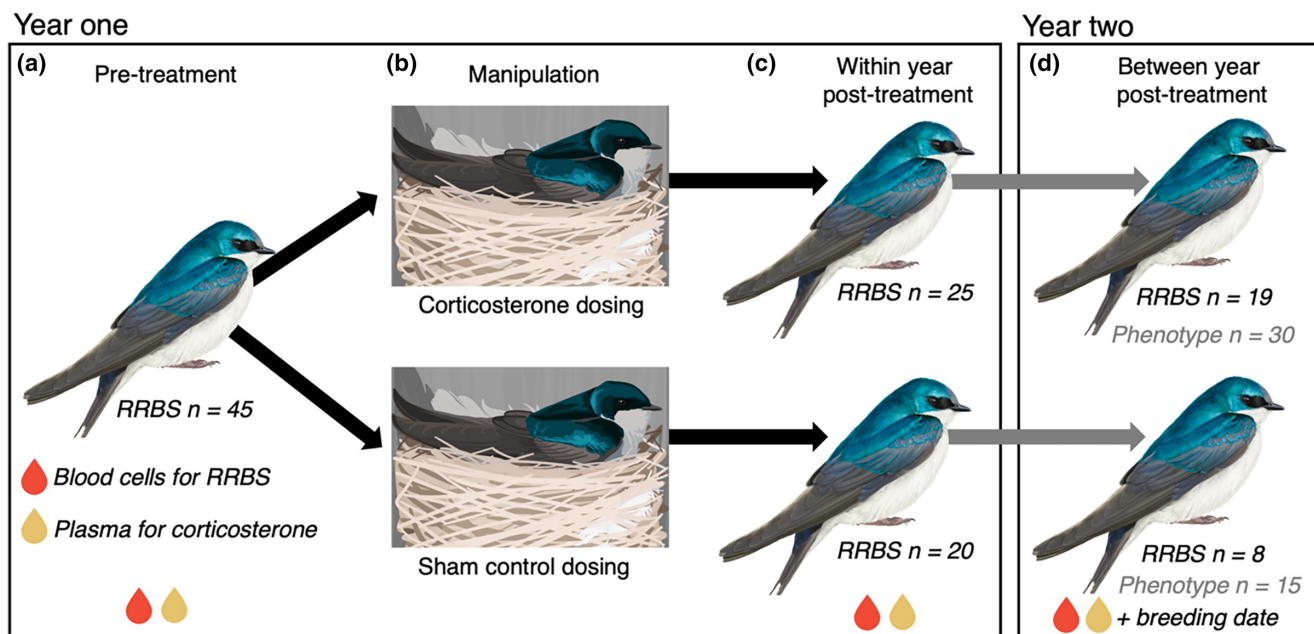 Year one
Year two
(a)
Pre-treatment
(b)
Manipulation
(c)
Within year
post-treatment
(d)
Between year
post-treatment
RRBS n = 45
Blood cells for RRBS
Plasma for corticosterone
Corticosterone dosing
Sham control dosing
RRBS n = 25
RRBS n = 20
RRBS n = 19
Phenotype n = 30
RRBS n = 8
Phenotype n = 15
+ breeding date